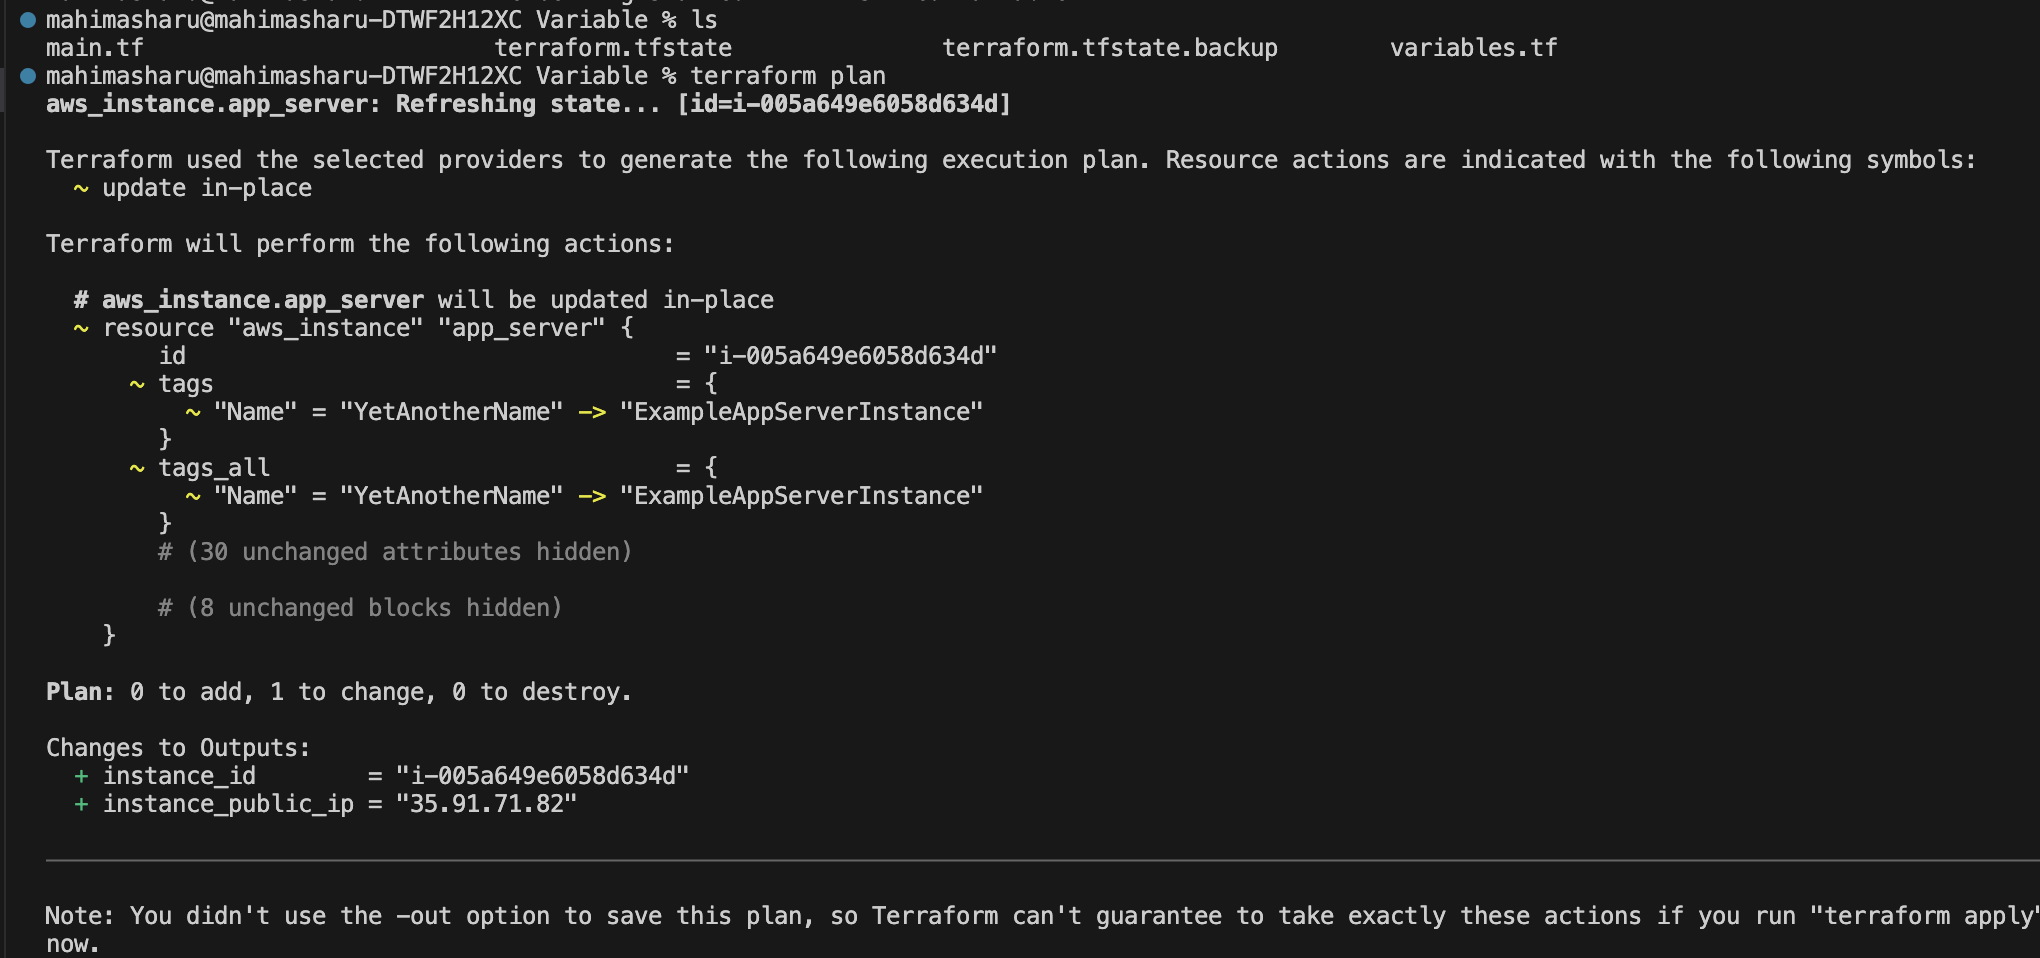 mahimasharu@mahimasharu-DTWF2H12XC Variable % ls
main.tf                         terraform.tfstate               terraform.tfstate.backup        variables.tf
mahimasharu@mahimasharu-DTWF2H12XC Variable % terraform plan
aws_instance.app_server: Refreshing state... [id=i-005a649e6058d634d]
Terraform used the selected providers to generate the following execution plan. Resource actions are indicated with the following symbols:
  ~ update in-place
Terraform will perform the following actions:
  # aws_instance.app_server will be updated in-place
  ~ resource "aws_instance" "app_server" {
        id                                   = "i-005a649e6058d634d"
      ~ tags                                 = {
          ~ "Name" = "YetAnotherName" -> "ExampleAppServerInstance"
        }
      ~ tags_all                             = {
          ~ "Name" = "YetAnotherName" -> "ExampleAppServerInstance"
        }
        # (30 unchanged attributes hidden)
        # (8 unchanged blocks hidden)
    }
Plan: 0 to add, 1 to change, 0 to destroy.
Changes to Outputs:
  + instance_id        = "i-005a649e6058d634d"
  + instance_public_ip = "35.91.71.82"
Note: You didn't use the -out option to save this plan, so Terraform can't guarantee to take exactly these actions if you run "terraform apply"
now.